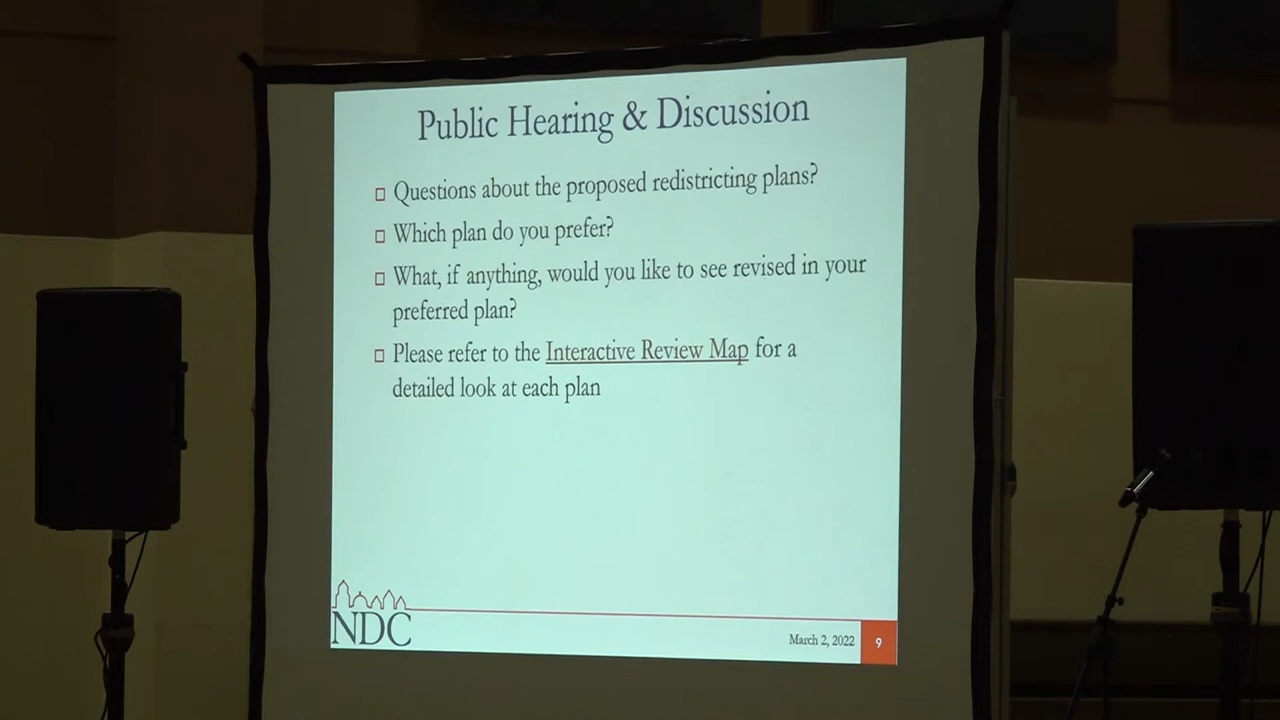 Public Hearing & Discussion
Questions about the proposed redistricting plans?
Which plan do you prefer?
What, if anything, would you like to see revised in your
preferred plan?
Please refer to the Interactive Review Map for a
detailed look at each plan
NDC
March 2, 2022
9